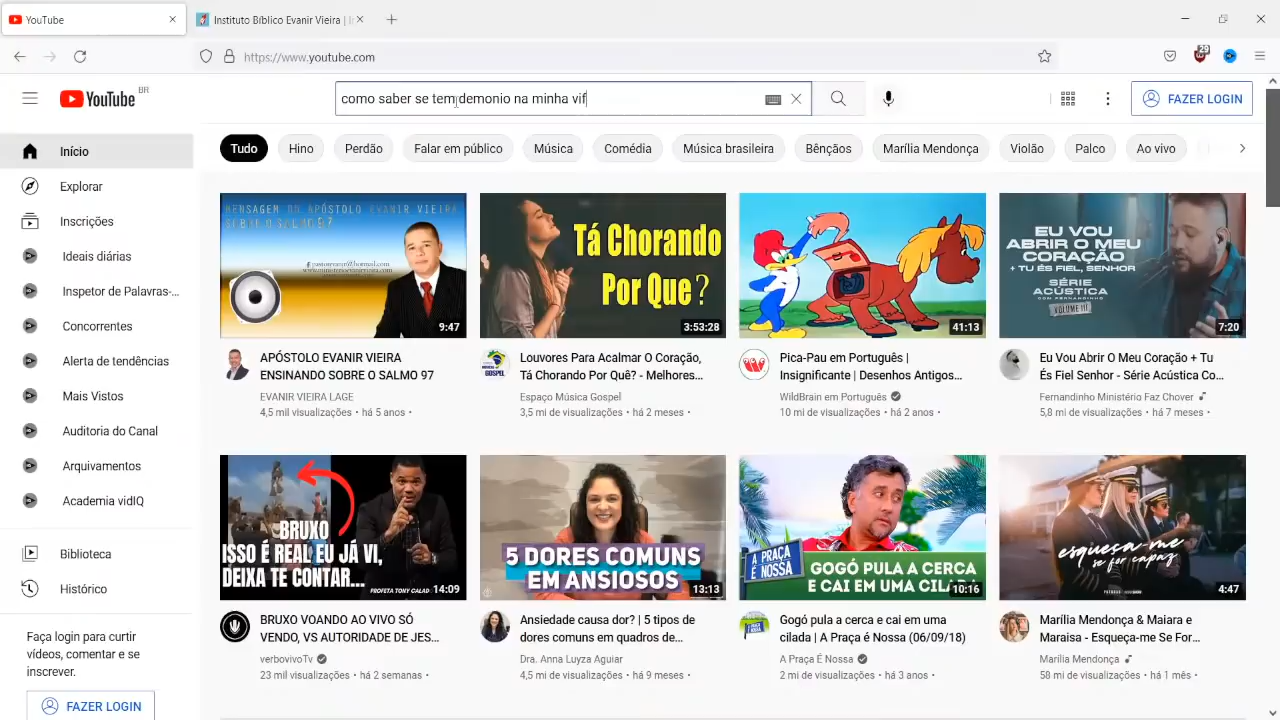 YouTube
Instituto Bíblico Evanir Vieira | I
https://www.youtube.com
29
YouTube BR
como saber se tem demonio na minha vif
FAZER LOGIN
Tudo
Hino
Perdão
Falar em público
Música
Comédia
Música brasileira
Bênçãos
Marília Mendonça
Violão
Palco
Ao vivo
Início
Explorar
Inscrições
Ideais diárias
Inspetor de Palavras-...
Concorrentes
Alerta de tendências
Mais Vistos
Auditoria do Canal
Arquivamentos
Academia vidIQ
Biblioteca
Histórico
Faça login para curtir
vídeos, comentar e se
inscrever.
FAZER LOGIN
MENSAGEM DO APÓSTOLO EVANIR VIEIRA
9:47
APÓSTOLO EVANIR VIEIRA
ENSINANDO SOBRE O SALMO 97
EVANIR VIEIRA LAGE
4,5 mil visualizações • há 5 anos •
Tá Chorando
Por Que?
3:53:28
Louvores Para Acalmar O Coração,
Tá Chorando Por Quê? - Melhores...
Espaço Música Gospel
3,5 mi de visualizações • há 2 meses •
41:13
Pica-Pau em Português |
Insignificante | Desenhos Antigos...
WildBrain em Português
10 mi de visualizações • há 2 anos •
EU VOU
ABRIR O MEU
CORAÇÃO
+ TU ÉS FIEL, SENHOR
SÉRIE
ACÚSTICA
COM FERNANDINHO
VOLUME III
7:20
Eu Vou Abrir O Meu Coração + Tu
És Fiel Senhor - Série Acústica Co...
Fernandinho Ministério Faz Chover
5,8 mi de visualizações • há 7 meses •
BRUXO
ISSO É REAL EU JÁ VI,
DEIXA TE CONTAR...
PROFETA TONY GALAD
14:09
BRUXO VOANDO AO VIVO SÓ
VENDO, VS AUTORIDADE DE JES...
verbovivoTv
23 mil visualizações • há 2 semanas •
5 DORES COMUNS
EM ANSIOSOS
13:13
Ansiedade causa dor? | 5 tipos de
dores comuns em quadros de...
Dra. Anna Luyza Aguiar
4,5 mi de visualizações • há 9 meses •
A PRAÇA
É NOSSA
GOGÓ PULA A CERCA
E CAI EM UMA CILADA
10:16
Gogó pula a cerca e cai em uma
cilada | A Praça é Nossa (06/09/18)
A Praça É Nossa
2 mi de visualizações • há 3 anos •
esqueça-me
se for capaz
4:47
Marília Mendonça & Maiara e
Maraisa - Esqueça-me Se For...
Marília Mendonça
58 mi de visualizações • há 1 mês •